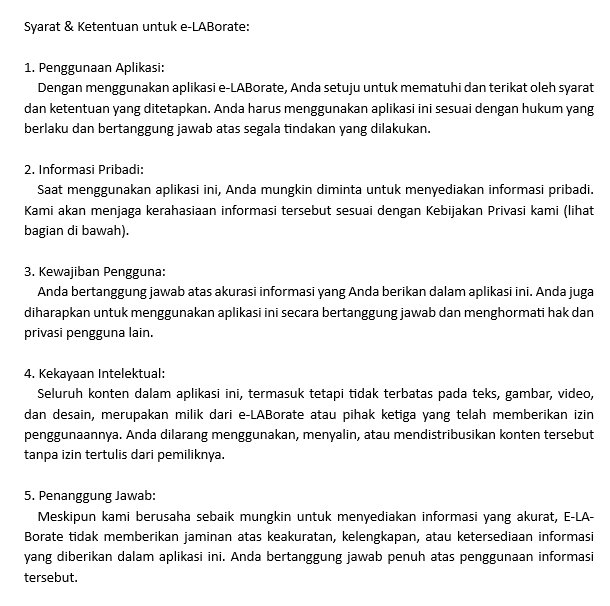 Syarat & Ketentuan untuk e-LABorate:
1. Penggunaan Aplikasi:
Dengan menggunakan aplikasi e-LABorate, Anda setuju untuk mematuhi dan terikat oleh syarat
dan ketentuan yang ditetapkan. Anda harus menggunakan aplikasi ini sesuai dengan hukum yang
berlaku dan bertanggung jawab atas segala tindakan yang dilakukan.
2. Informasi Pribadi:
Saat menggunakan aplikasi ini, Anda mungkin diminta untuk menyediakan informasi pribadi.
Kami akan menjaga kerahasiaan informasi tersebut sesuai dengan Kebijakan Privasi kami (lihat
bagian di bawah).
3. Kewajiban Pengguna:
Anda bertanggung jawab atas akurasi informasi yang Anda berikan dalam aplikasi ini. Anda juga
diharapkan untuk menggunakan aplikasi ini secara bertanggung jawab dan menghormati hak dan
privasi pengguna lain.
4. Kekayaan Intelektual:
Seluruh konten dalam aplikasi ini, termasuk tetapi tidak terbatas pada teks, gambar, video,
dan desain, merupakan milik dari e-LABorate atau pihak ketiga yang telah memberikan izin
penggunaannya. Anda dilarang menggunakan, menyalin, atau mendistribusikan konten tersebut
tanpa izin tertulis dari pemiliknya.
5. Penanggung Jawab:
Meskipun kami berusaha sebaik mungkin untuk menyediakan informasi yang akurat, E-LA-
Borate tidak memberikan jaminan atas keakuratan, kelengkapan, atau ketersediaan informasi
yang diberikan dalam aplikasi ini. Anda bertanggung jawab penuh atas penggunaan informasi
tersebut.